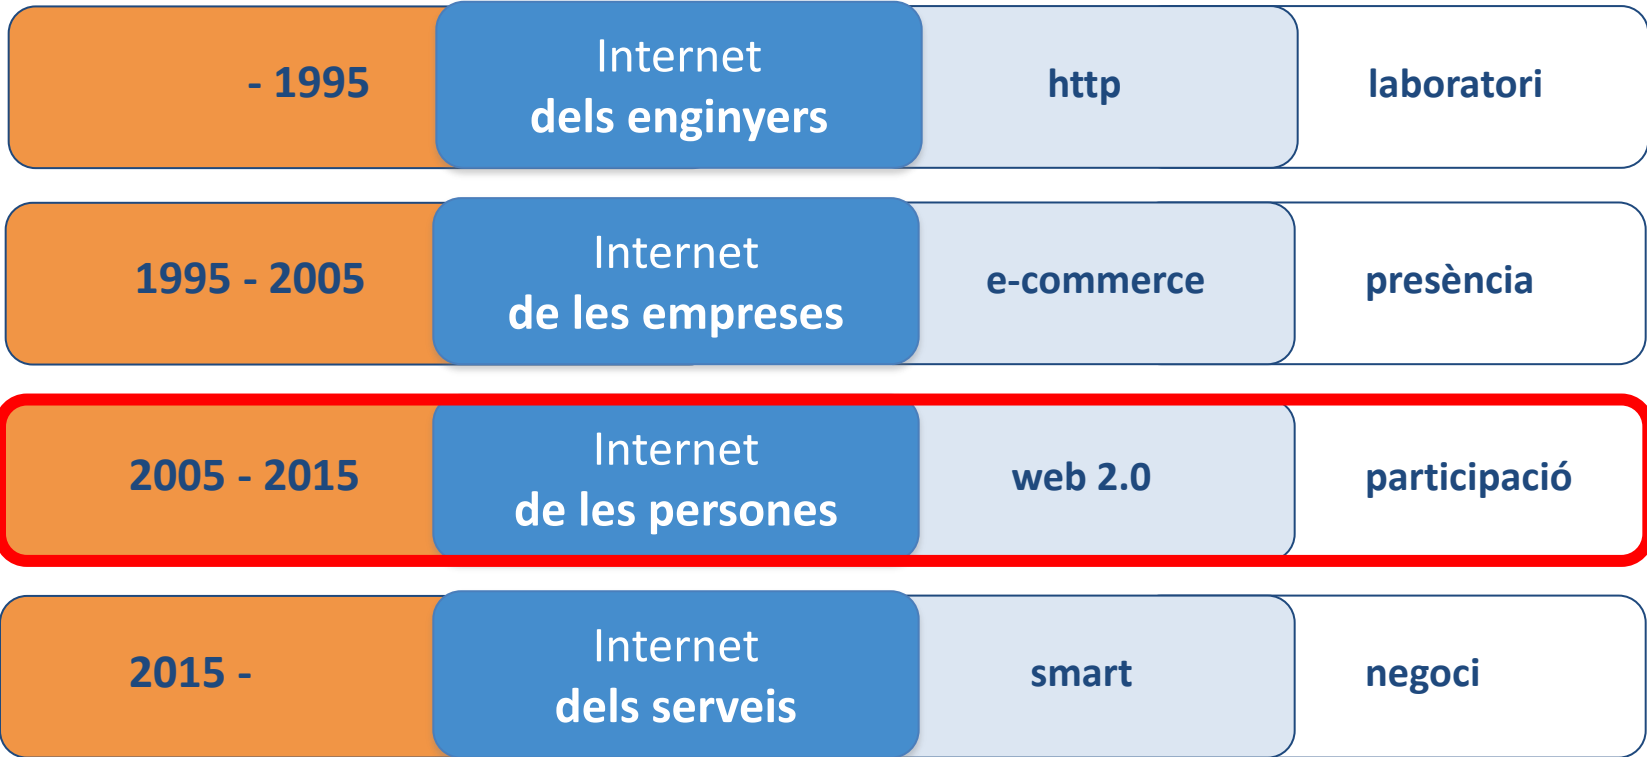 - 1995
Internet
dels enginyers
http
laboratori
1995 - 2005
Internet
de les empreses
e-commerce
presència
2005 - 2015
Internet
de les persones
web 2.0
participació
2015 -
Internet
dels serveis
smart
negoci